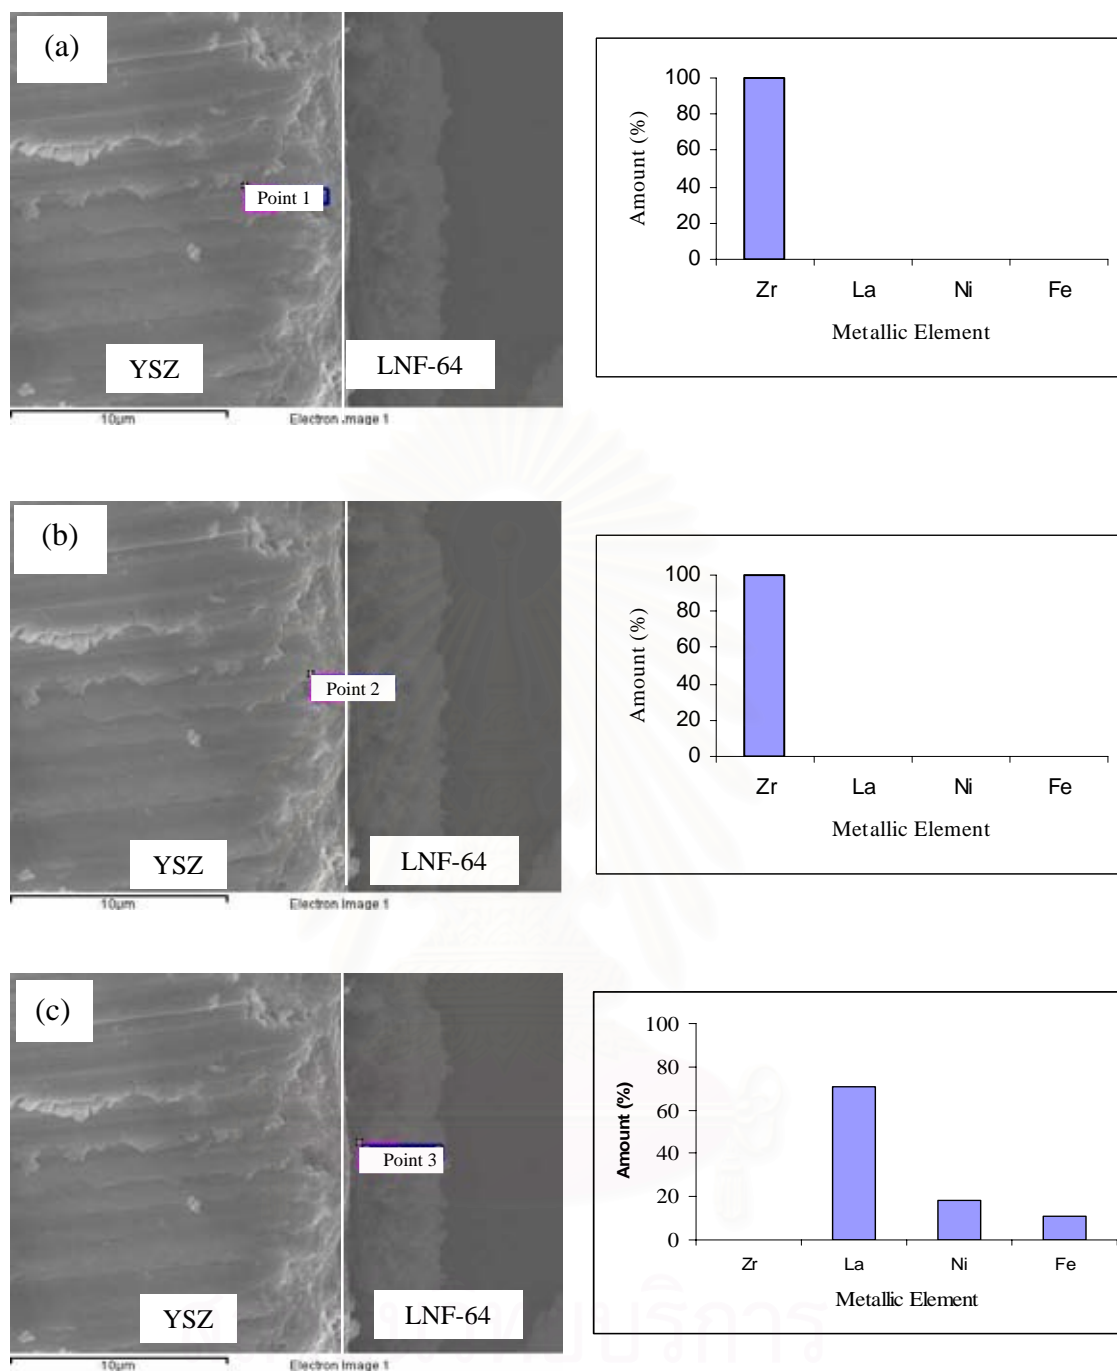 (a)
Point 1
YSZ
LNF-64
10µm
Electron Image 1
100
80
60
40
20
0
Amount (%)
Zr La Ni Fe
Metallic Element
(b)
Point 2
YSZ
LNF-64
10µm
Electron Image 1
100
80
60
40
20
0
Amount (%)
Zr La Ni Fe
Metallic Element
(c)
Point 3
YSZ
LNF-64
10µm
Electron Image 1
100
80
60
40
20
0
Amount (%)
Zr La Ni Fe
Metallic Element